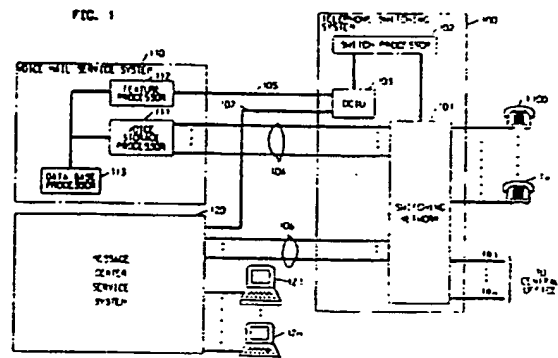 FIG. 1
TELEPHONE SWITCHING
SYSTEM
100
102
SWITCH PROCESSOR
110
VOICE MAIL SERVICE SYSTEM
112
FEATURE
PROCESSOR
105
103
DCIU
107
111
VOICE
STORAGE
PROCESSOR
101
T100
106
DATA BASE
PROCESSOR
113
SWITCHING
NETWORK
120
108
MESSAGE
CENTER
SERVICE
SYSTEM
121
12n
TO
CENTRAL
OFFICE